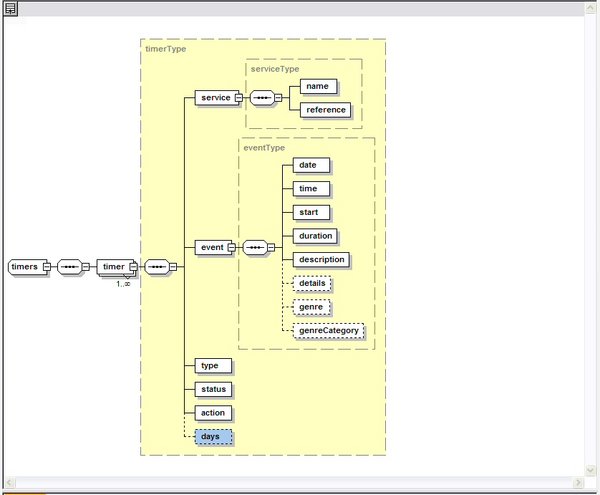 timerType
serviceType
name
service
reference
eventType
date
time
start
duration
event
description
timers
timer
1..∞
details
genre
genreCategory
type
status
action
days